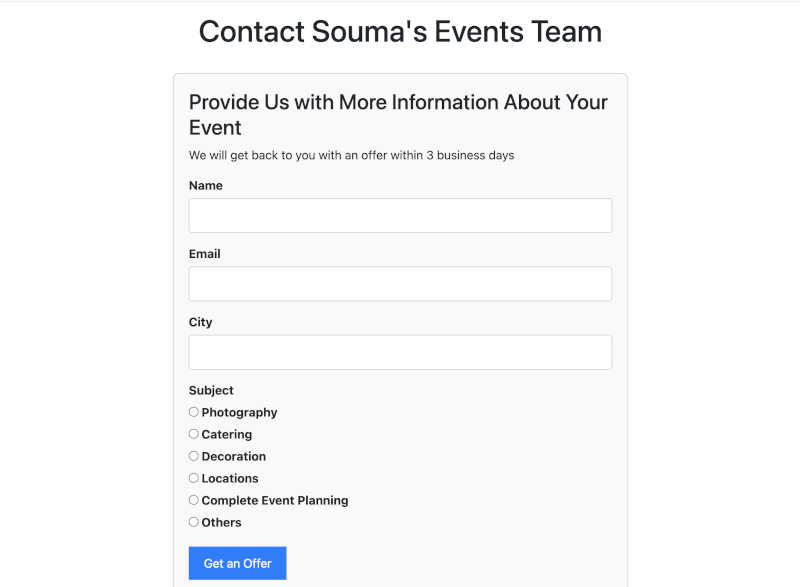 Contact Souma's Events Team
Provide Us with More Information About Your
Event
We will get back to you with an offer within 3 business days
Name
Email
City
Subject
Photography
Catering
Decoration
Locations
Complete Event Planning
Others
Get an Offer